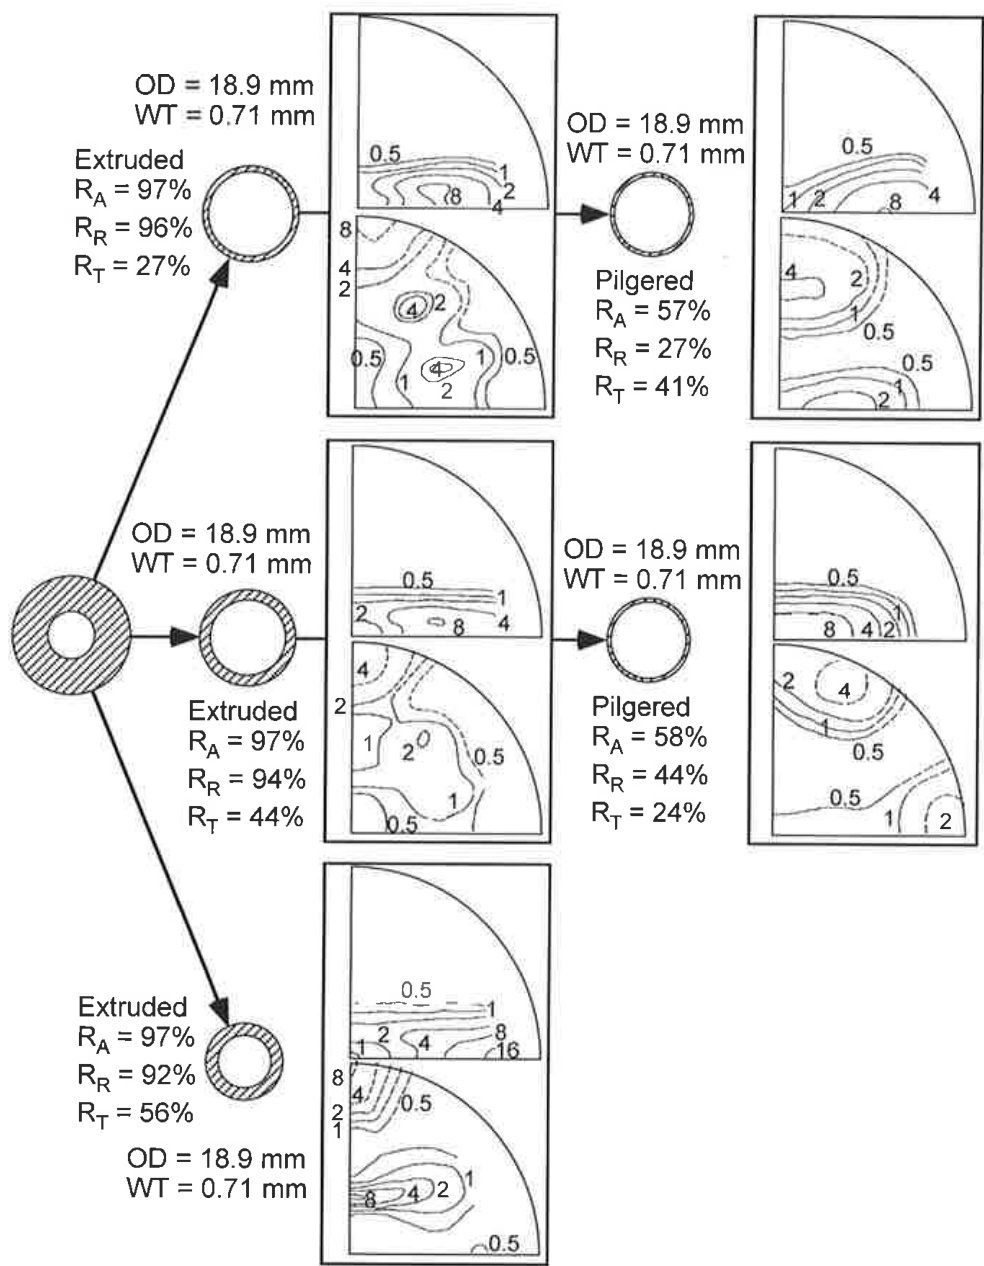 OD = 18.9 mm
WT = 0.71 mm
Extruded
R_A = 97%
R_R = 96%
R_T = 27%
0.5
1
2
8
4
8
4
2
4
2
0.5
1
4
2
1
0.5
OD = 18.9 mm
WT = 0.71 mm
Pilgered
R_A = 57%
R_R = 27%
R_T = 41%
0.5
1
2
8
4
4
2
1
0.5
0.5
1
2
OD = 18.9 mm
WT = 0.71 mm
Extruded
R_A = 97%
R_R = 94%
R_T = 44%
0.5
1
2
8
4
4
2
1
2
0.5
1
0.5
OD = 18.9 mm
WT = 0.71 mm
Pilgered
R_A = 58%
R_R = 44%
R_T = 24%
0.5
1
8
4
2
2
4
1
0.5
0.5
1
2
Extruded
R_A = 97%
R_R = 92%
R_T = 56%
OD = 18.9 mm
WT = 0.71 mm
0.5
1
1
2
4
8
16
8
4
2
1
0.5
8
4
2
1
0.5